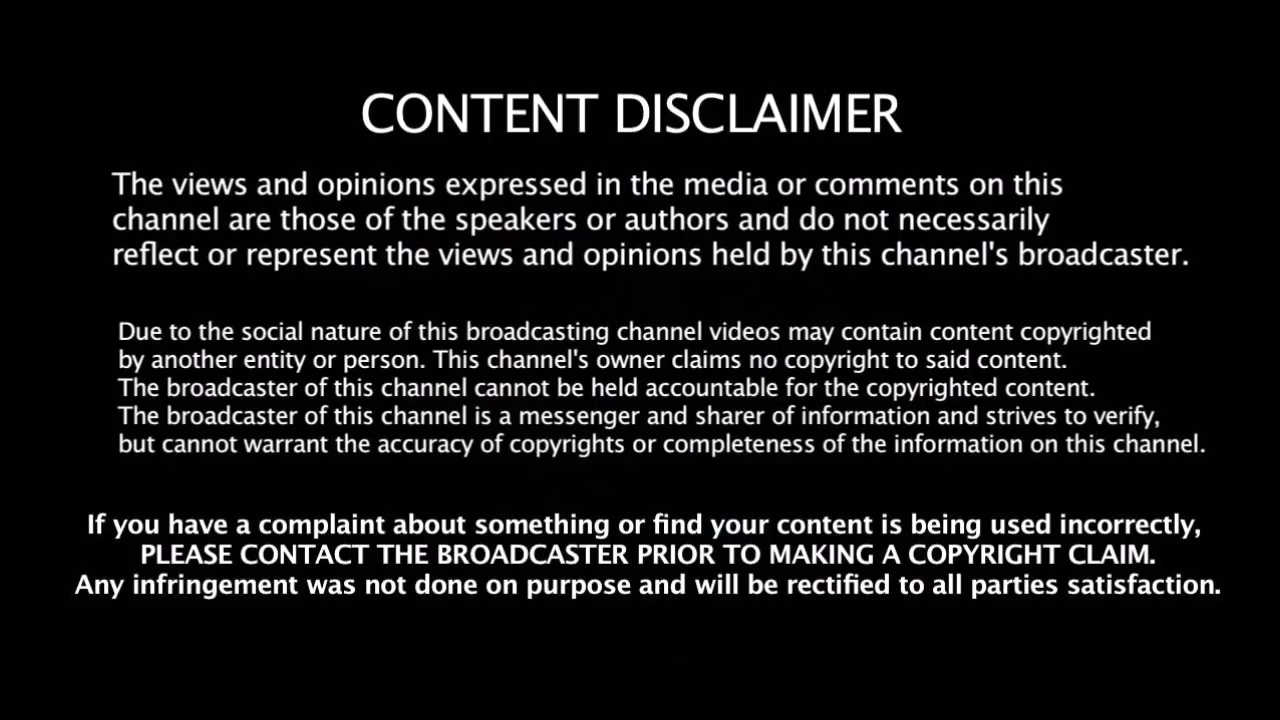 CONTENT DISCLAIMER
The views and opinions expressed in the media or comments on this
channel are those of the speakers or authors and do not necessarily
reflect or represent the views and opinions held by this channel's broadcaster.
Due to the social nature of this broadcasting channel videos may contain content copyrighted
by another entity or person. This channel's owner claims no copyright to said content.
The broadcaster of this channel cannot be held accountable for the copyrighted content.
The broadcaster of this channel is a messenger and sharer of information and strives to verify,
but cannot warrant the accuracy of copyrights or completeness of the information on this channel.
If you have a complaint about something or find your content is being used incorrectly,
PLEASE CONTACT THE BROADCASTER PRIOR TO MAKING A COPYRIGHT CLAIM.
Any infringement was not done on purpose and will be rectified to all parties satisfaction.